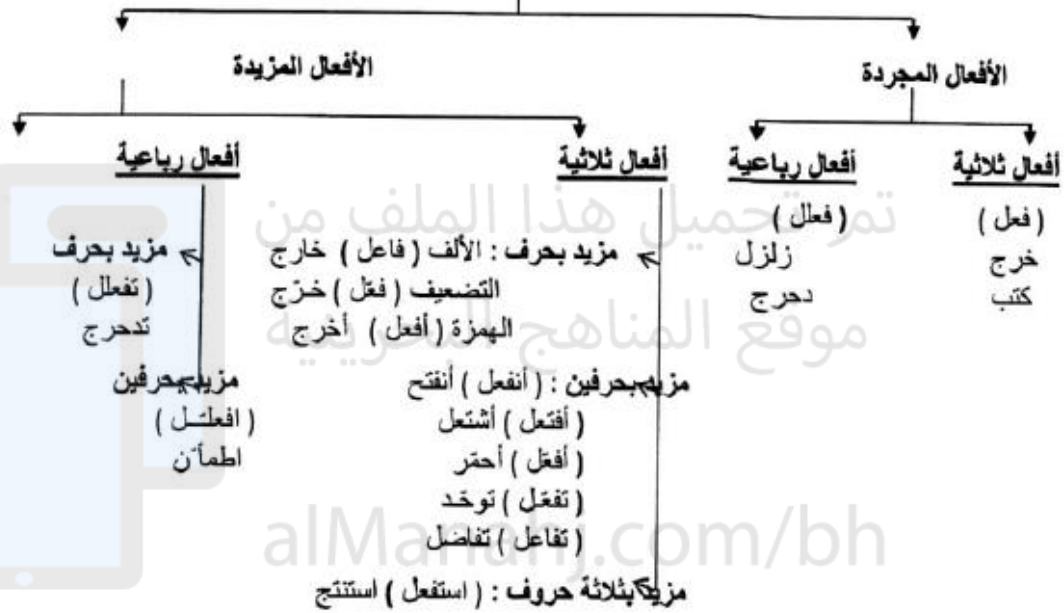 الأفعال المجردة
الأفعال المزيدة
أفعال ثلاثية
أفعال رباعية
أفعال ثلاثية
أفعال رباعية
( فعل )
خرج
كتب
( فعلل )
زلزل
دحرج
مزيد بحرف : الألف ( فاعل ) خارج
التضعيف ( فعّل ) خرّج
الهمزة ( أفعل ) أخرج
مزيد بحرفين : ( أنفعل ) أنفتح
( أفتعل ) أشتعل
( أفعّل ) أحمّر
( تفعّل ) توحّد
( تفاعل ) تفاضل
مزيد بثلاثة حروف : ( استفعل ) استنتج
مزيد بحرف
( تفعلل )
تدحرج
مزيد بحرفين
( افعلـّل )
اطمأنّ
تم تحميل هذا الملف من
موقع المناهج البحرينية
alManahj.com/bh